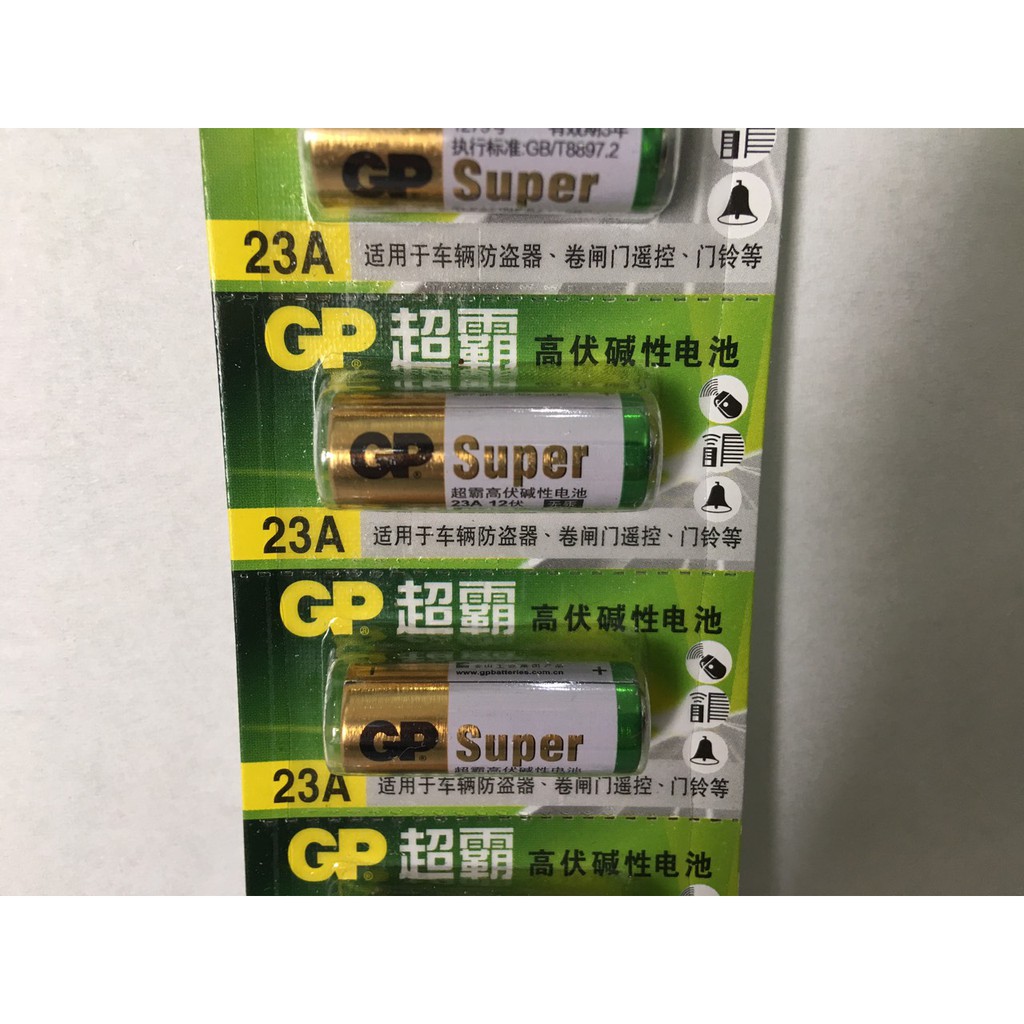 有效期3年
执行标准:GB/T8897.2
GP Super
23A 适用于车辆防盗器、卷闸门遥控、门铃等
GP® 超霸 高伏碱性电池
GP Super
超霸高伏碱性电池
23A 12伏
23A 适用于车辆防盗器、卷闸门遥控、门铃等
GP® 超霸 高伏碱性电池
- +
www.gpbatteries.com.cn
GP Super
超霸高伏碱性电池
23A 适用于车辆防盗器、卷闸门遥控、门铃等
GP® 超霸 高伏碱性电池